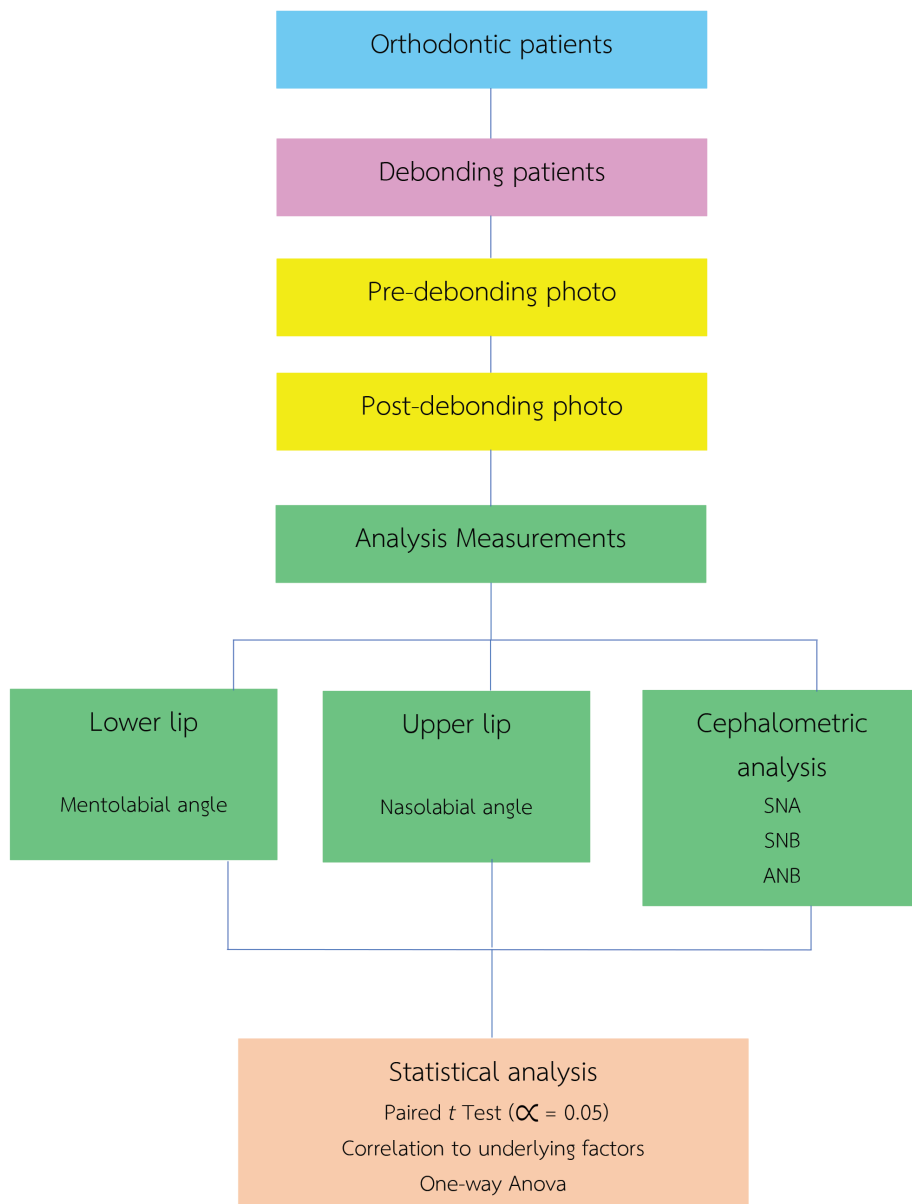 Orthodontic patients
Debonding patients
Pre-debonding photo
Post-debonding photo
Analysis Measurements
Lower lip
Mentolabial angle
Upper lip
Nasolabial angle
Cephalometric
analysis
SNA
SNB
ANB
Statistical analysis
Paired t Test (∝ = 0.05)
Correlation to underlying factors
One-way Anova